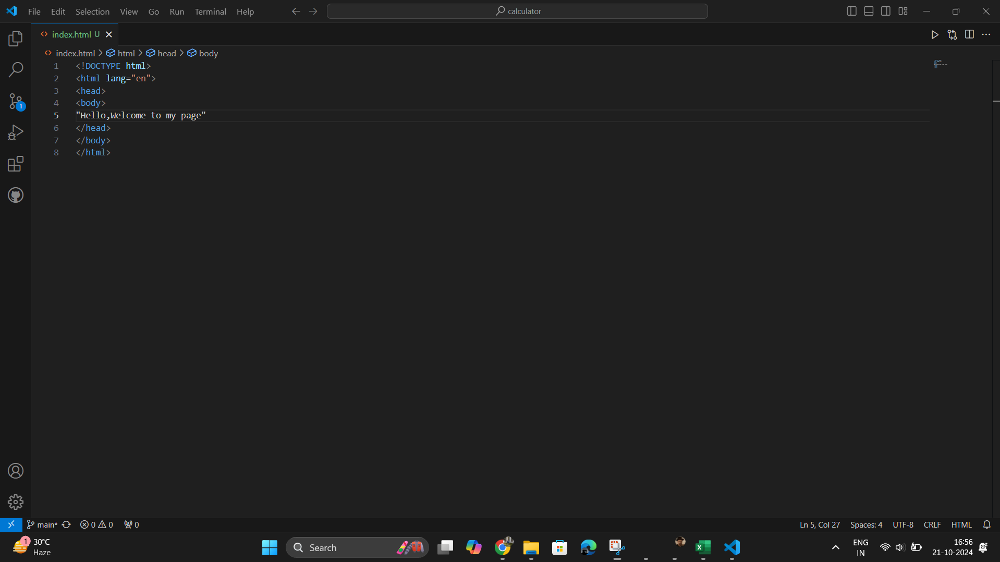 File Edit Selection View Go Run Terminal Help calculator
index.html U
index.html > html > head > body
1 <!DOCTYPE html>
2 <html lang="en">
3 <head>
4 <body>
5 "Hello,Welcome to my page"
6 </head>
7 </body>
8 </html>
1
main* 0 0 0 Ln 5, Col 27 Spaces: 4 UTF-8 CRLF HTML
1 30°C
Haze
Search
ENG
IN
16:56
21-10-2024